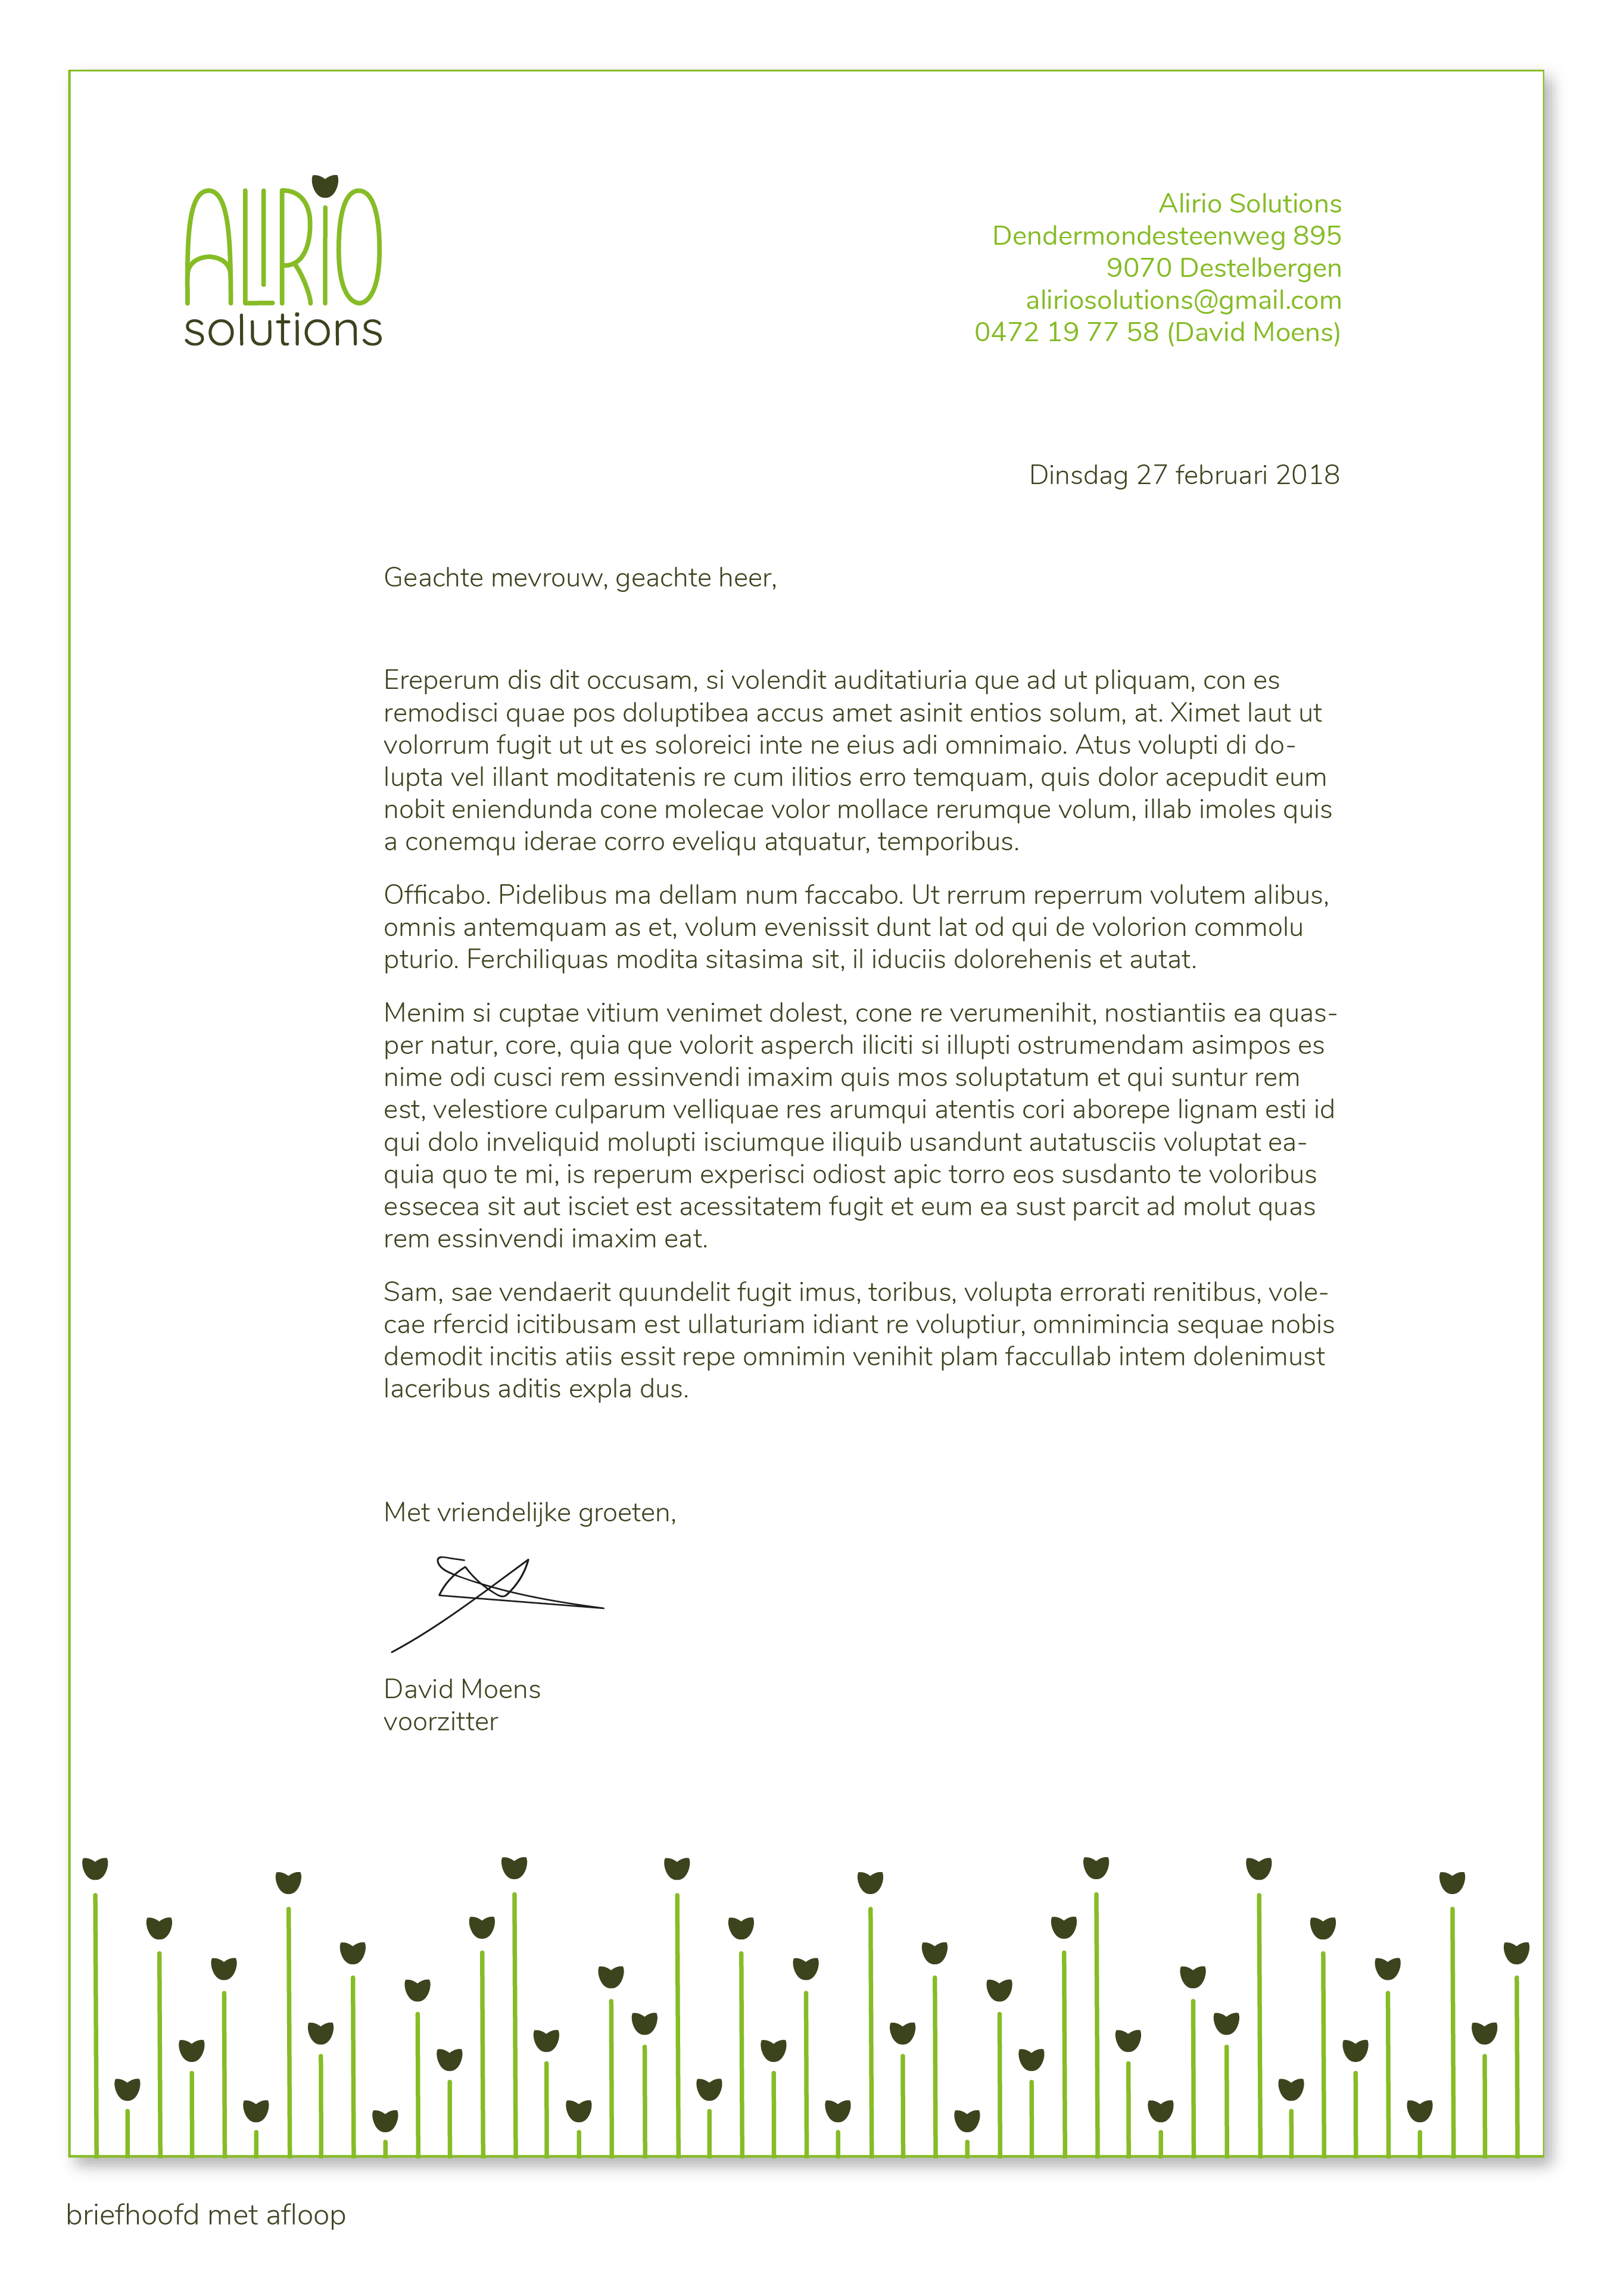 ALIRIO
solutions
Alirio Solutions
Dendermondesteenweg 895
9070 Destelbergen
aliriosolutions@gmail.com
0472 19 77 58 (David Moens)
Dinsdag 27 februari 2018
Geachte mevrouw, geachte heer,
Ereperum dis dit occusam, si volendit auditatiuria que ad ut pliquam, con es
remodisci quae pos doluptibea accus amet asinit entios solum, at. Ximet laut ut
volorrum fugit ut ut es soloreici inte ne eius adi omnimaio. Atus volupti di do-
lupta vel illant moditatenis re cum ilitios erro temquam, quis dolor acepudit eum
nobit eniendunda cone molecae volor mollace rerumque volum, illab imoles quis
a conemqu iderae corro eveliqu atquatur, temporibus.
Officabo. Pidelibus ma dellam num faccabo. Ut rerrum reperrum volutem alibus,
omnis antemquam as et, volum evenissit dunt lat od qui de volorion commolu
pturio. Ferchiliquas modita sitasima sit, il iduciis dolorehenis et autat.
Menim si cuptae vitium venimet dolest, cone re verumenihit, nostiantiis ea quas-
per natur, core, quia que volorit asperch iliciti si illupti ostrumendam asimpos es
nime odi cusci rem essinvendi imaxim quis mos soluptatum et qui suntur rem
est, velestiore culparum velliquae res arumqui atentis cori aborepe lignam esti id
qui dolo inveliquid molupti isciumque iliquib usandunt autatusciis voluptat ea-
quia quo te mi, is reperum experisci odiost apic torro eos susdanto te voloribus
essecea sit aut isciet est acessitatem fugit et eum ea sust parcit ad molut quas
rem essinvendi imaxim eat.
Sam, sae vendaerit quundelit fugit imus, toribus, volupta errorati renitibus, vole-
cae rfercid icitibusam est ullaturiam idiant re voluptiur, omnimincia sequae nobis
demodit incitis atiis essit repe omnimin venihit plam faccullab intem dolenimust
laceribus aditis expla dus.
Met vriendelijke groeten,
David Moens
voorzitter
briefhoofd met afloop